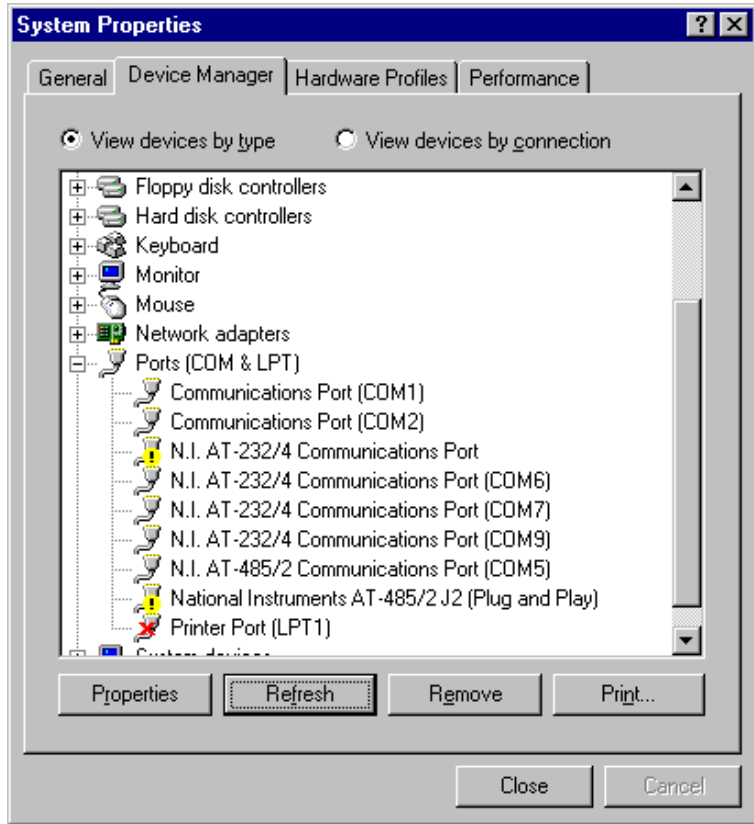 System Properties
General Device Manager Hardware Profiles Performance
View devices by type View devices by connection
Floppy disk controllers
Hard disk controllers
Keyboard
Monitor
Mouse
Network adapters
Ports (COM & LPT)
Communications Port (COM1)
Communications Port (COM2)
N.I. AT-232/4 Communications Port
N.I. AT-232/4 Communications Port (COM6)
N.I. AT-232/4 Communications Port (COM7)
N.I. AT-232/4 Communications Port (COM9)
N.I. AT-485/2 Communications Port (COM5)
National Instruments AT-485/2 J2 (Plug and Play)
Printer Port (LPT1)
System devices
Properties Refresh Remove Print...
Close Cancel